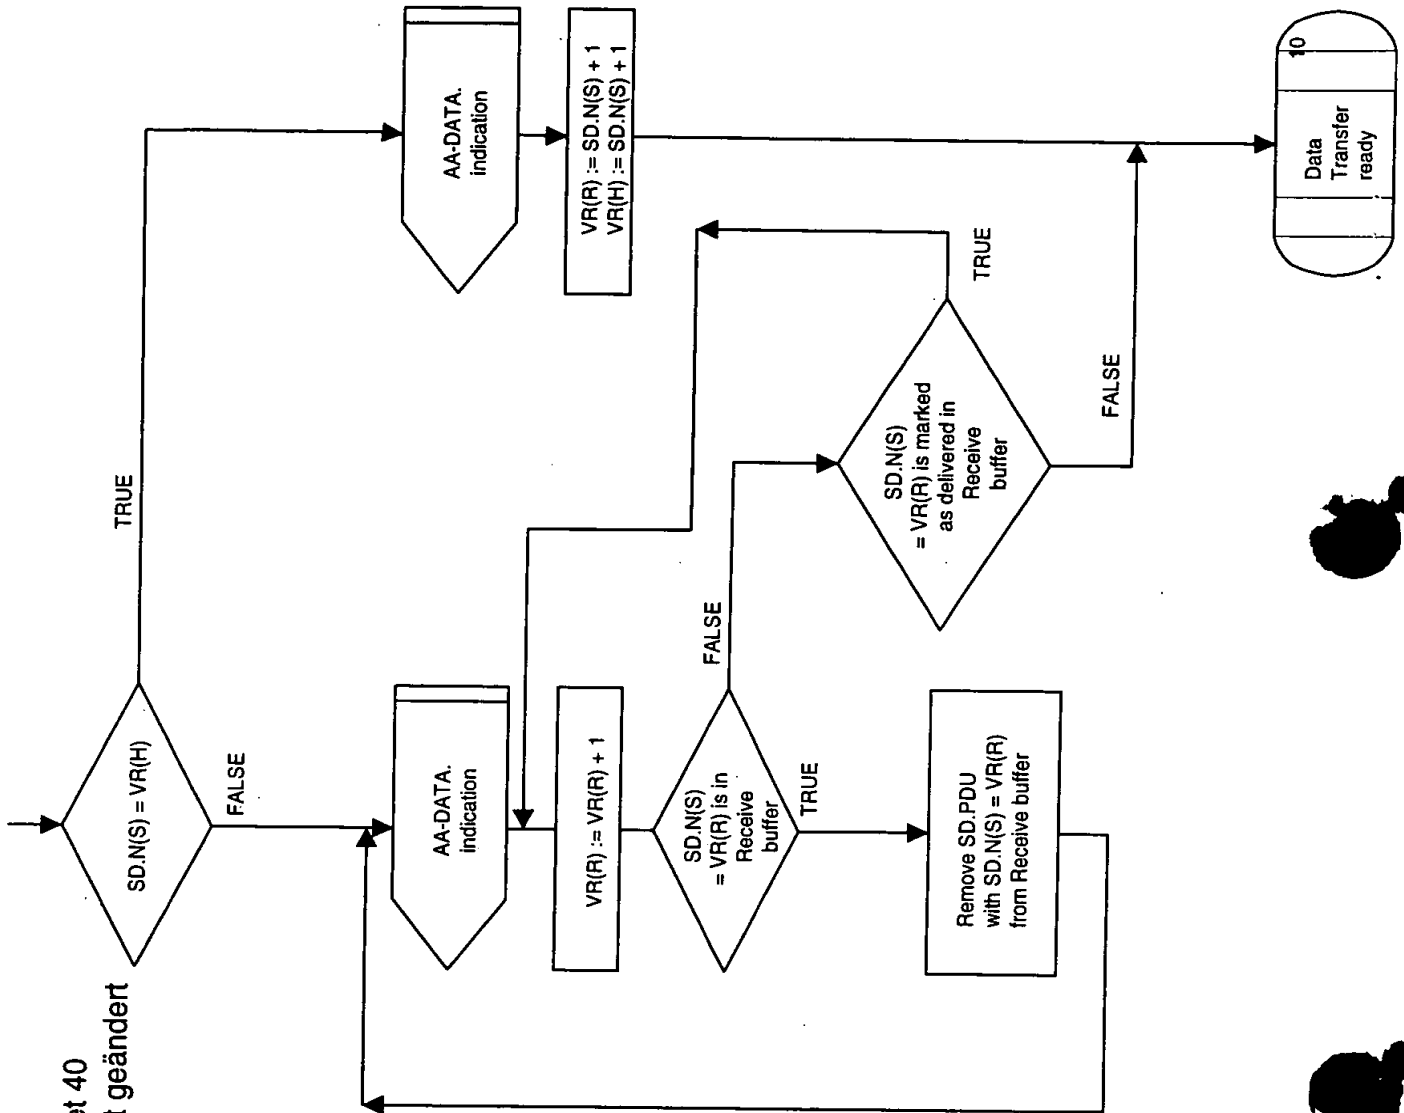 et 40
t geändert
SD.N(S) = VR(H)
TRUE
FALSE
AA-DATA.
indication
VR(R) := SD.N(S) + 1
VR(H) := SD.N(S) + 1
AA-DATA.
indication
VR(R) := VR(R) + 1
SD.N(S)
= VR(R) is in
Receive
buffer
FALSE
TRUE
SD.N(S)
= VR(R) is marked
as delivered in
Receive
buffer
TRUE
FALSE
Remove SD.PDU
with SD.N(S) = VR(R)
from Receive buffer
Data
Transfer
ready
10